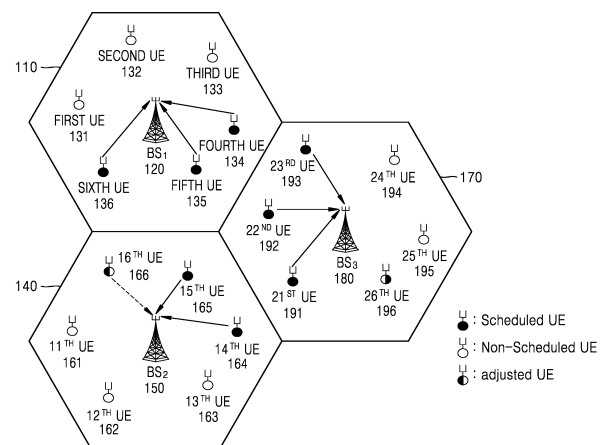 110
SECOND UE
132
THIRD UE
133
FIRST UE
131
BS1
120
FOURTH UE
134
SIXTH UE
136
FIFTH UE
135
170
23RD UE
193
24TH UE
194
22ND UE
192
BS3
180
25TH UE
195
21ST UE
191
26TH UE
196
140
16TH UE
166
15TH UE
165
11TH UE
161
BS2
150
14TH UE
164
12TH UE
162
13TH UE
163
: Scheduled UE
: Non-Scheduled UE
: adjusted UE